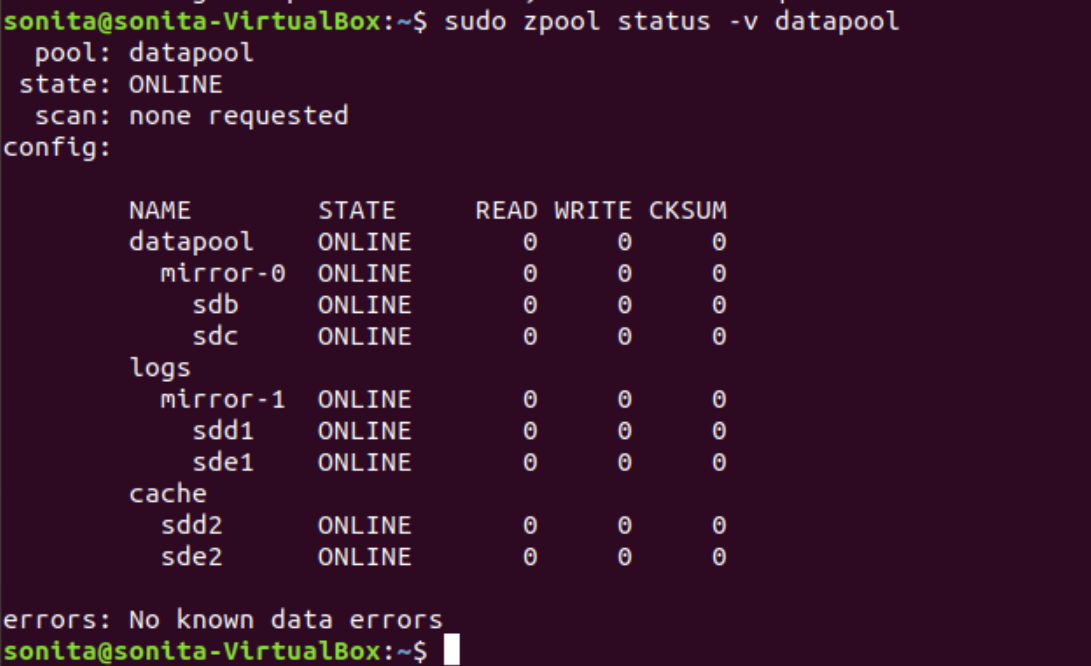 sonita@sonita-VirtualBox:~$ sudo zpool status -v datapool
  pool: datapool
 state: ONLINE
  scan: none requested
config:

        NAME        STATE     READ WRITE CKSUM
        datapool    ONLINE       0     0     0
          mirror-0  ONLINE       0     0     0
            sdb     ONLINE       0     0     0
            sdc     ONLINE       0     0     0
        logs
          mirror-1  ONLINE       0     0     0
            sdd1    ONLINE       0     0     0
            sde1    ONLINE       0     0     0
        cache
          sdd2      ONLINE       0     0     0
          sde2      ONLINE       0     0     0

errors: No known data errors
sonita@sonita-VirtualBox:~$